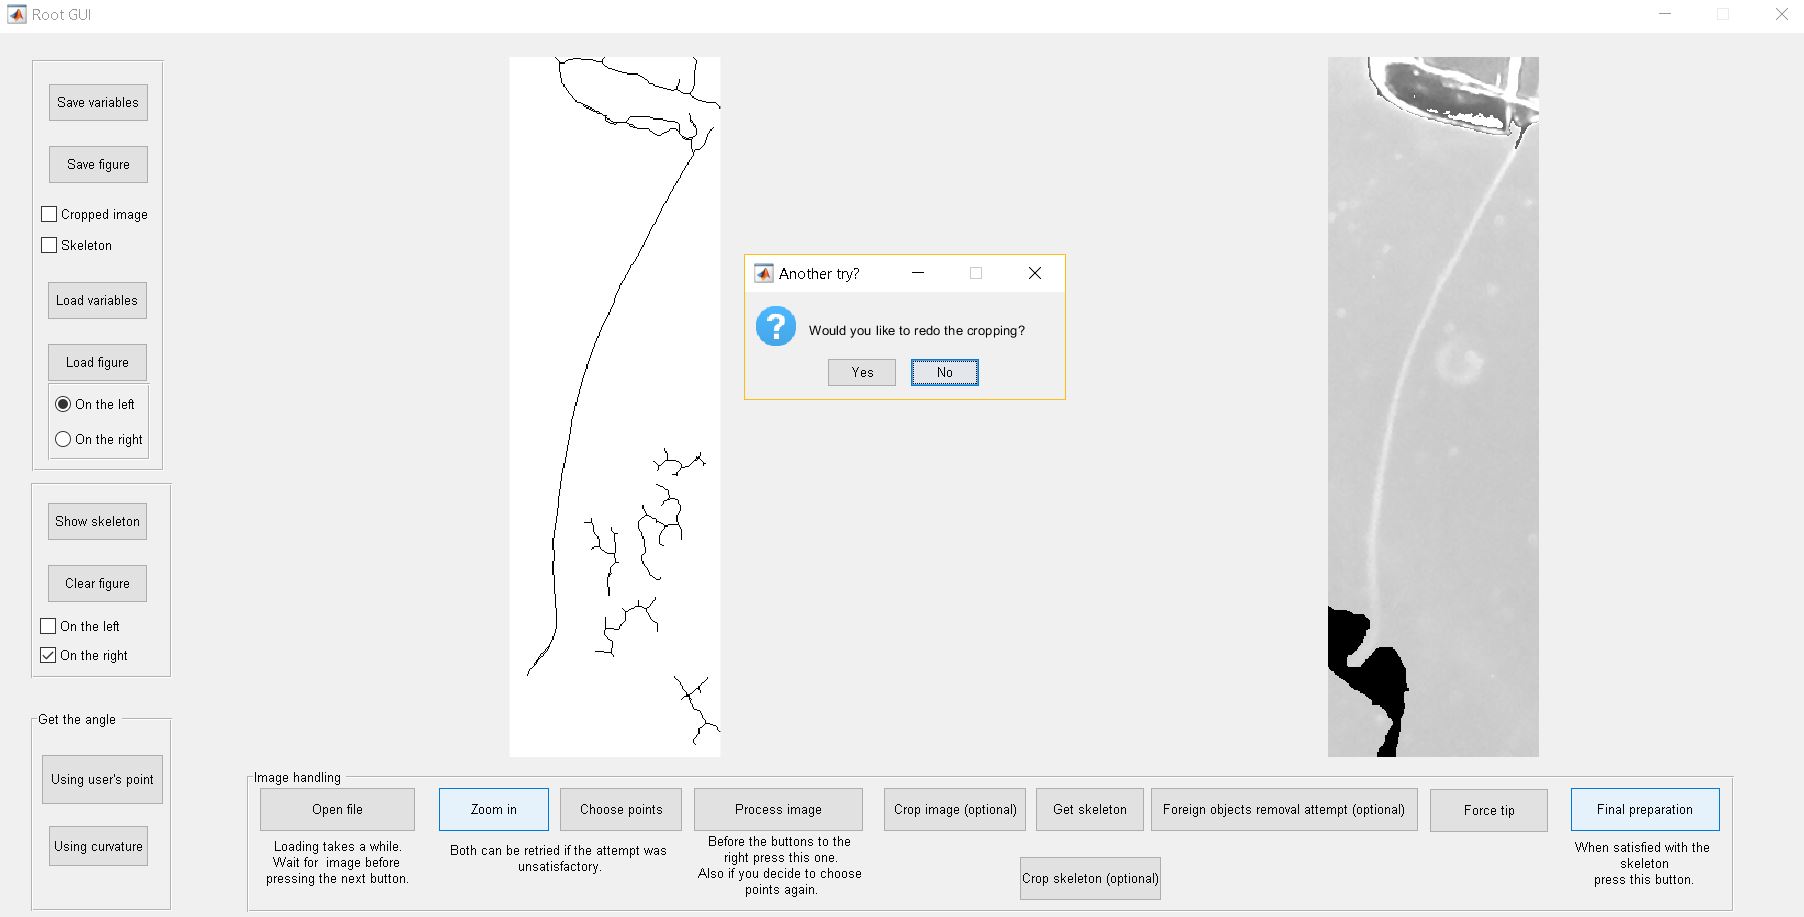 Root GUI
Save variables
Save figure
Cropped image
Skeleton
Load variables
Load figure
On the left
On the right
Show skeleton
Clear figure
On the left
On the right
Get the angle
Using user's point
Using curvature
Another try?
Would you like to redo the cropping?
Yes
No
Image handling
Open file
Loading takes a while.
Wait for image before
pressing the next button.
Zoom in
Choose points
Both can be retried if the attempt was
unsatisfactory.
Process image
Before the buttons to the
right press this one.
Also if you decide to choose
points again.
Crop image (optional)
Get skeleton
Foreign objects removal attempt (optional)
Force tip
Crop skeleton (optional)
Final preparation
When satisfied with the
skeleton
press this button.